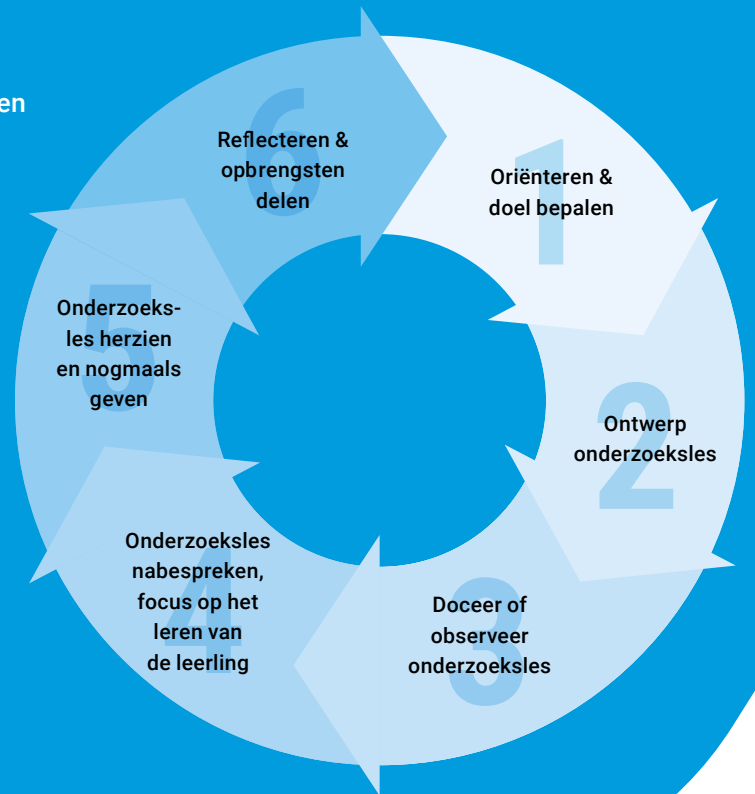 en
1
Oriënteren &
doel bepalen
2
Ontwerp
onderzoeksles
3
Doceer of
observeer
onderzoeksles
4
Onderzoeksles
nabespreken,
focus op het
leren van
de leerling
5
Onderzoeks-
les herzien
en nogmaals
geven
6
Reflecteren &
opbrengsten
delen